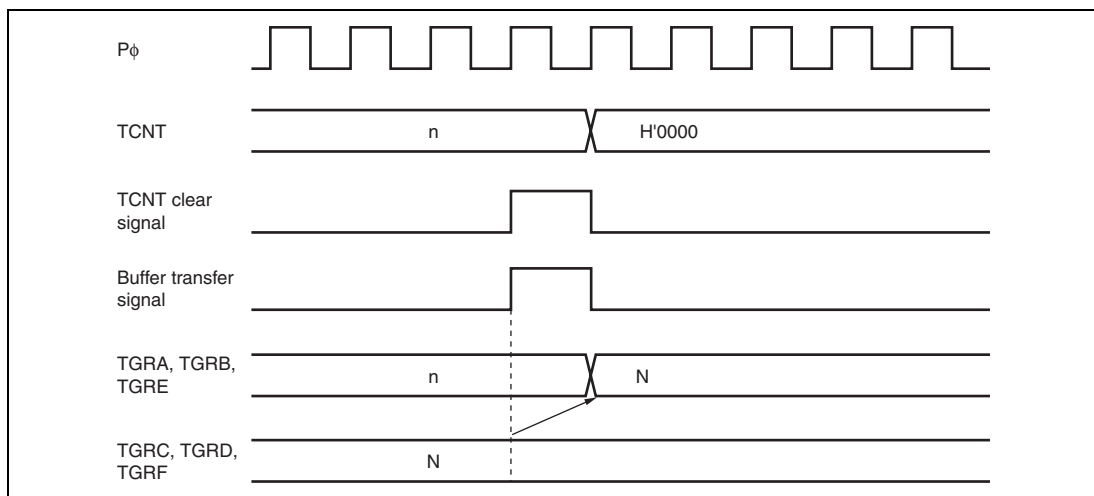 Pϕ
TCNT
n
H'0000
TCNT clear
signal
Buffer transfer
signal
TGRA, TGRB,
TGRE
n
N
TGRC, TGRD,
TGRF
N